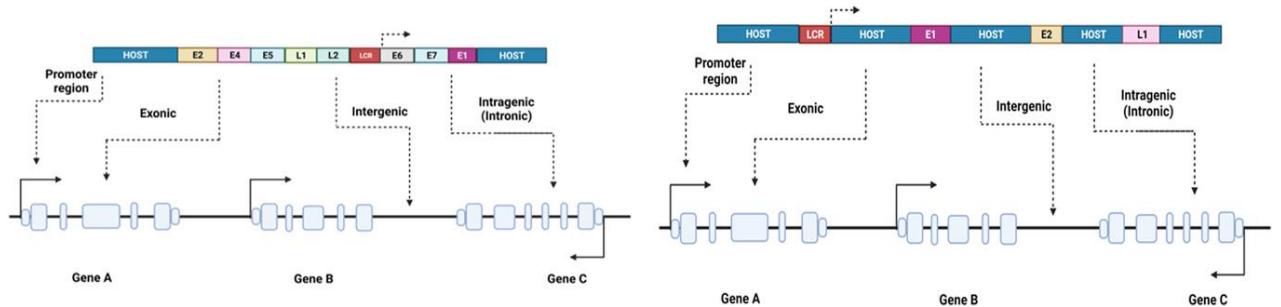 HOST E2 E4 E5 L1 L2 LCR E6 E7 E1 HOST
Promoter
region
Exonic
Intergenic
Intragenic
(Intronic)
Gene A
Gene B
Gene C
HOST LCR HOST E1 HOST E2 HOST L1 HOST
Promoter
region
Exonic
Intergenic
Intragenic
(Intronic)
Gene A
Gene B
Gene C